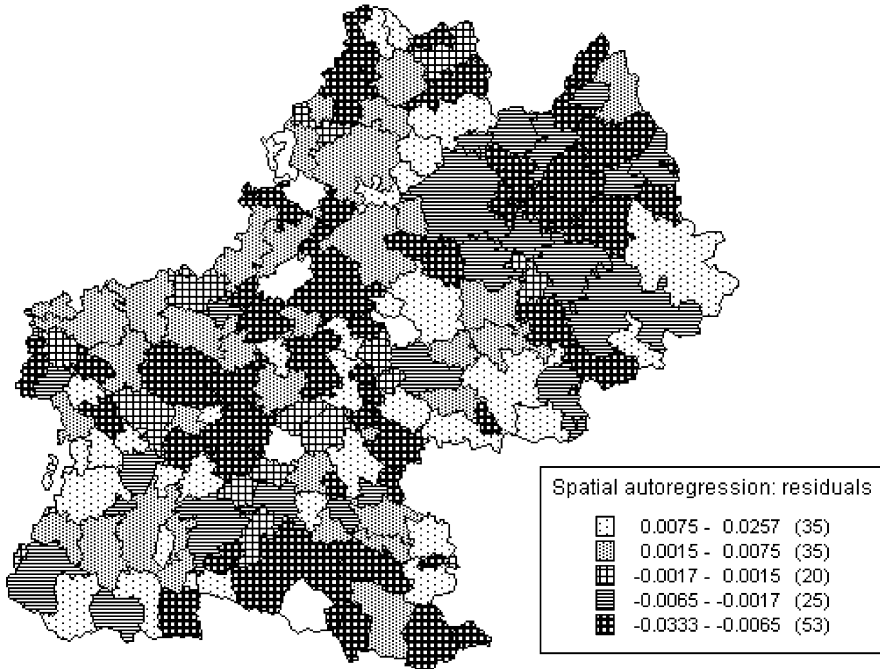 Spatial autoregression: residuals
0.0075 - 0.0257 (35)
0.0015 - 0.0075 (35)
-0.0017 - 0.0015 (20)
-0.0065 - -0.0017 (25)
-0.0333 - -0.0065 (53)